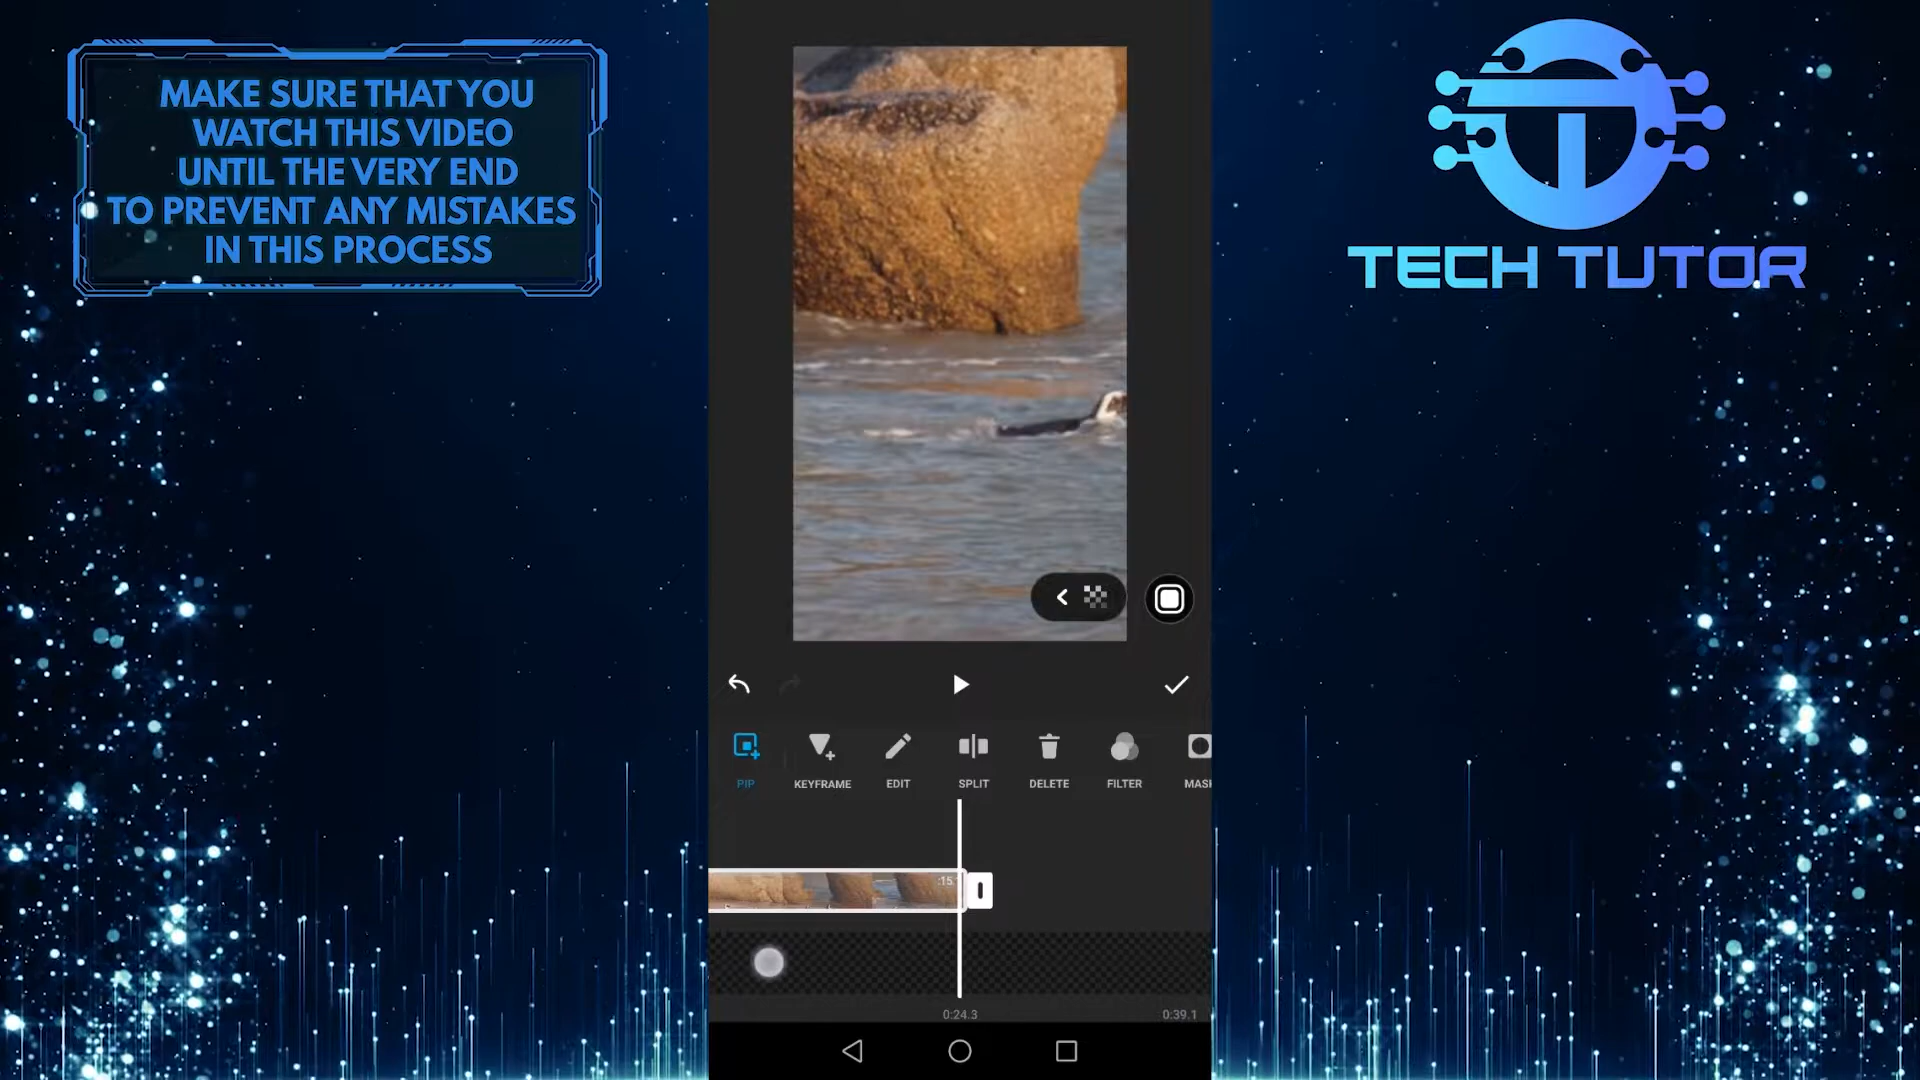 MAKE SURE THAT YOU
WATCH THIS VIDEO
UNTIL THE VERY END
TO PREVENT ANY MISTAKES
IN THIS PROCESS
TECH TUTOR
PIP
KEYFRAME
EDIT
SPLIT
DELETE
FILTER
MASK
:15
0:24.3
0:39.1